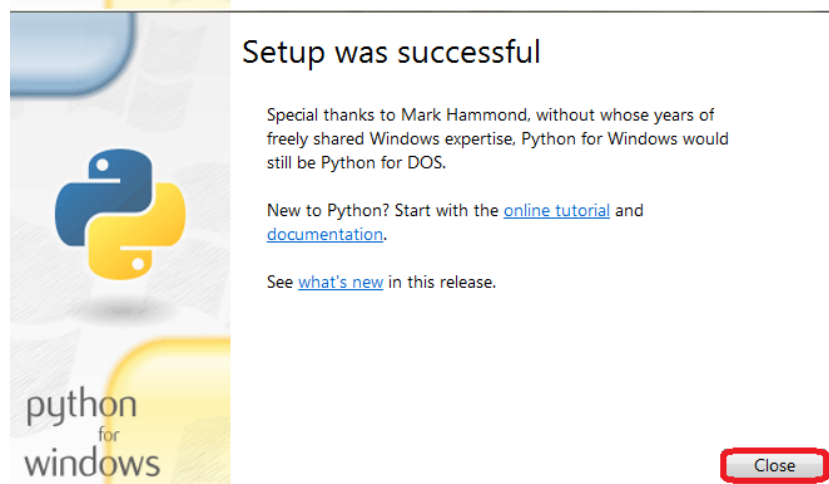 Setup was successful
Special thanks to Mark Hammond, without whose years of
freely shared Windows expertise, Python for Windows would
still be Python for DOS.
New to Python? Start with the online tutorial and
documentation.
See what's new in this release.
python
for
windows
Close